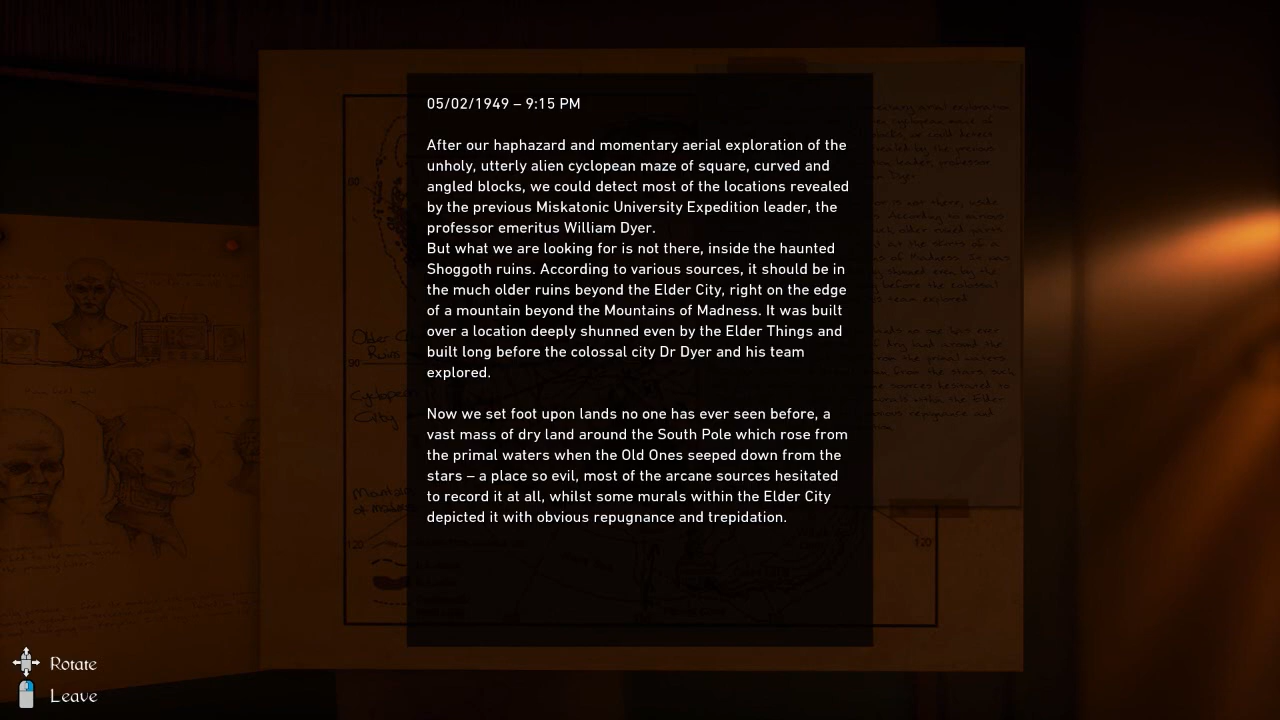 05/02/1949 – 9:15 PM
After our haphazard and momentary aerial exploration of the
unholy, utterly alien cyclopean maze of square, curved and
angled blocks, we could detect most of the locations revealed
by the previous Miskatonic University Expedition leader, the
professor emeritus William Dyer.
But what we are looking for is not there, inside the haunted
Shoggoth ruins. According to various sources, it should be in
the much older ruins beyond the Elder City, right on the edge
of a mountain beyond the Mountains of Madness. It was built
over a location deeply shunned even by the Elder Things and
built long before the colossal city Dr Dyer and his team
explored.
Now we set foot upon lands no one has ever seen before, a
vast mass of dry land around the South Pole which rose from
the primal waters when the Old Ones seeped down from the
stars – a place so evil, most of the arcane sources hesitated
to record it at all, whilst some murals within the Elder City
depicted it with obvious repugnance and trepidation.
80
Ruins
90
City
120
120
Rotate
Leave